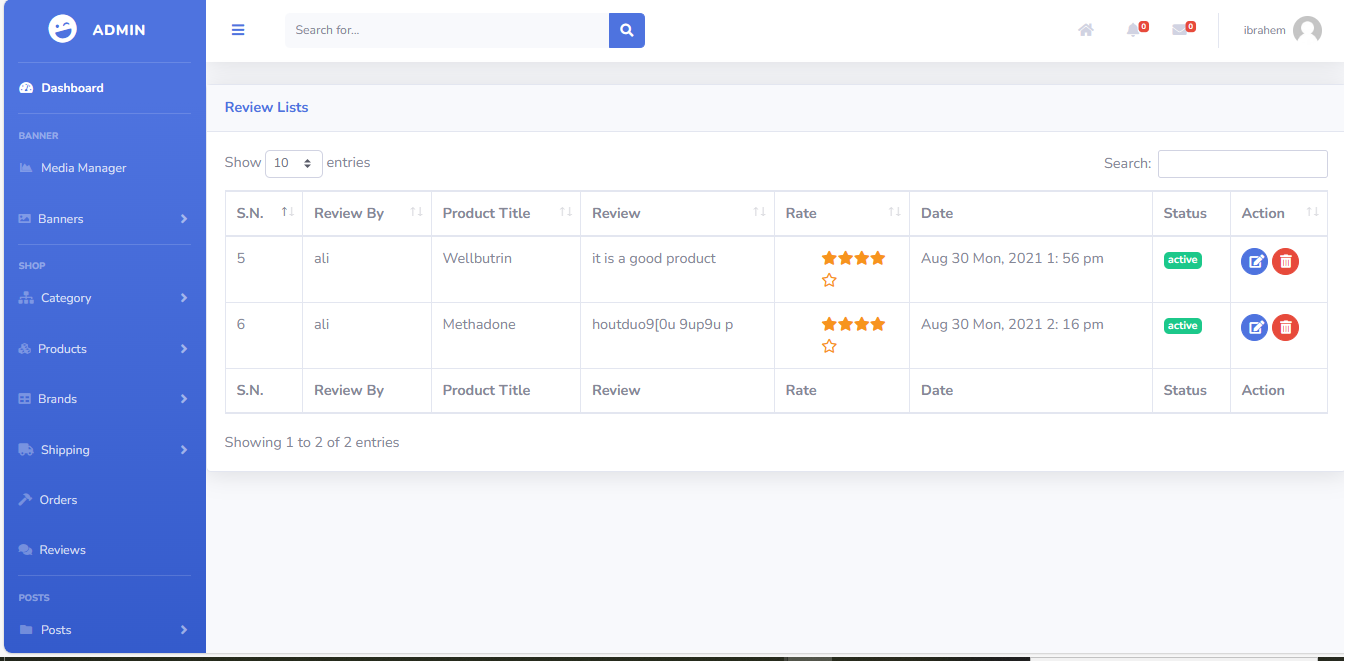 ADMIN
Search for...
0
0
ibrahem
Dashboard
BANNER
Media Manager
Banners
SHOP
Category
Products
Brands
Shipping
Orders
Reviews
POSTS
Posts
Review Lists
Show 10 entries
Search:
S.N. Review By Product Title Review Rate Date Status Action
5 ali Wellbutrin it is a good product Aug 30 Mon, 2021 1: 56 pm active
6 ali Methadone houtduo9[0u 9up9u p Aug 30 Mon, 2021 2: 16 pm active
S.N. Review By Product Title Review Rate Date Status Action
Showing 1 to 2 of 2 entries